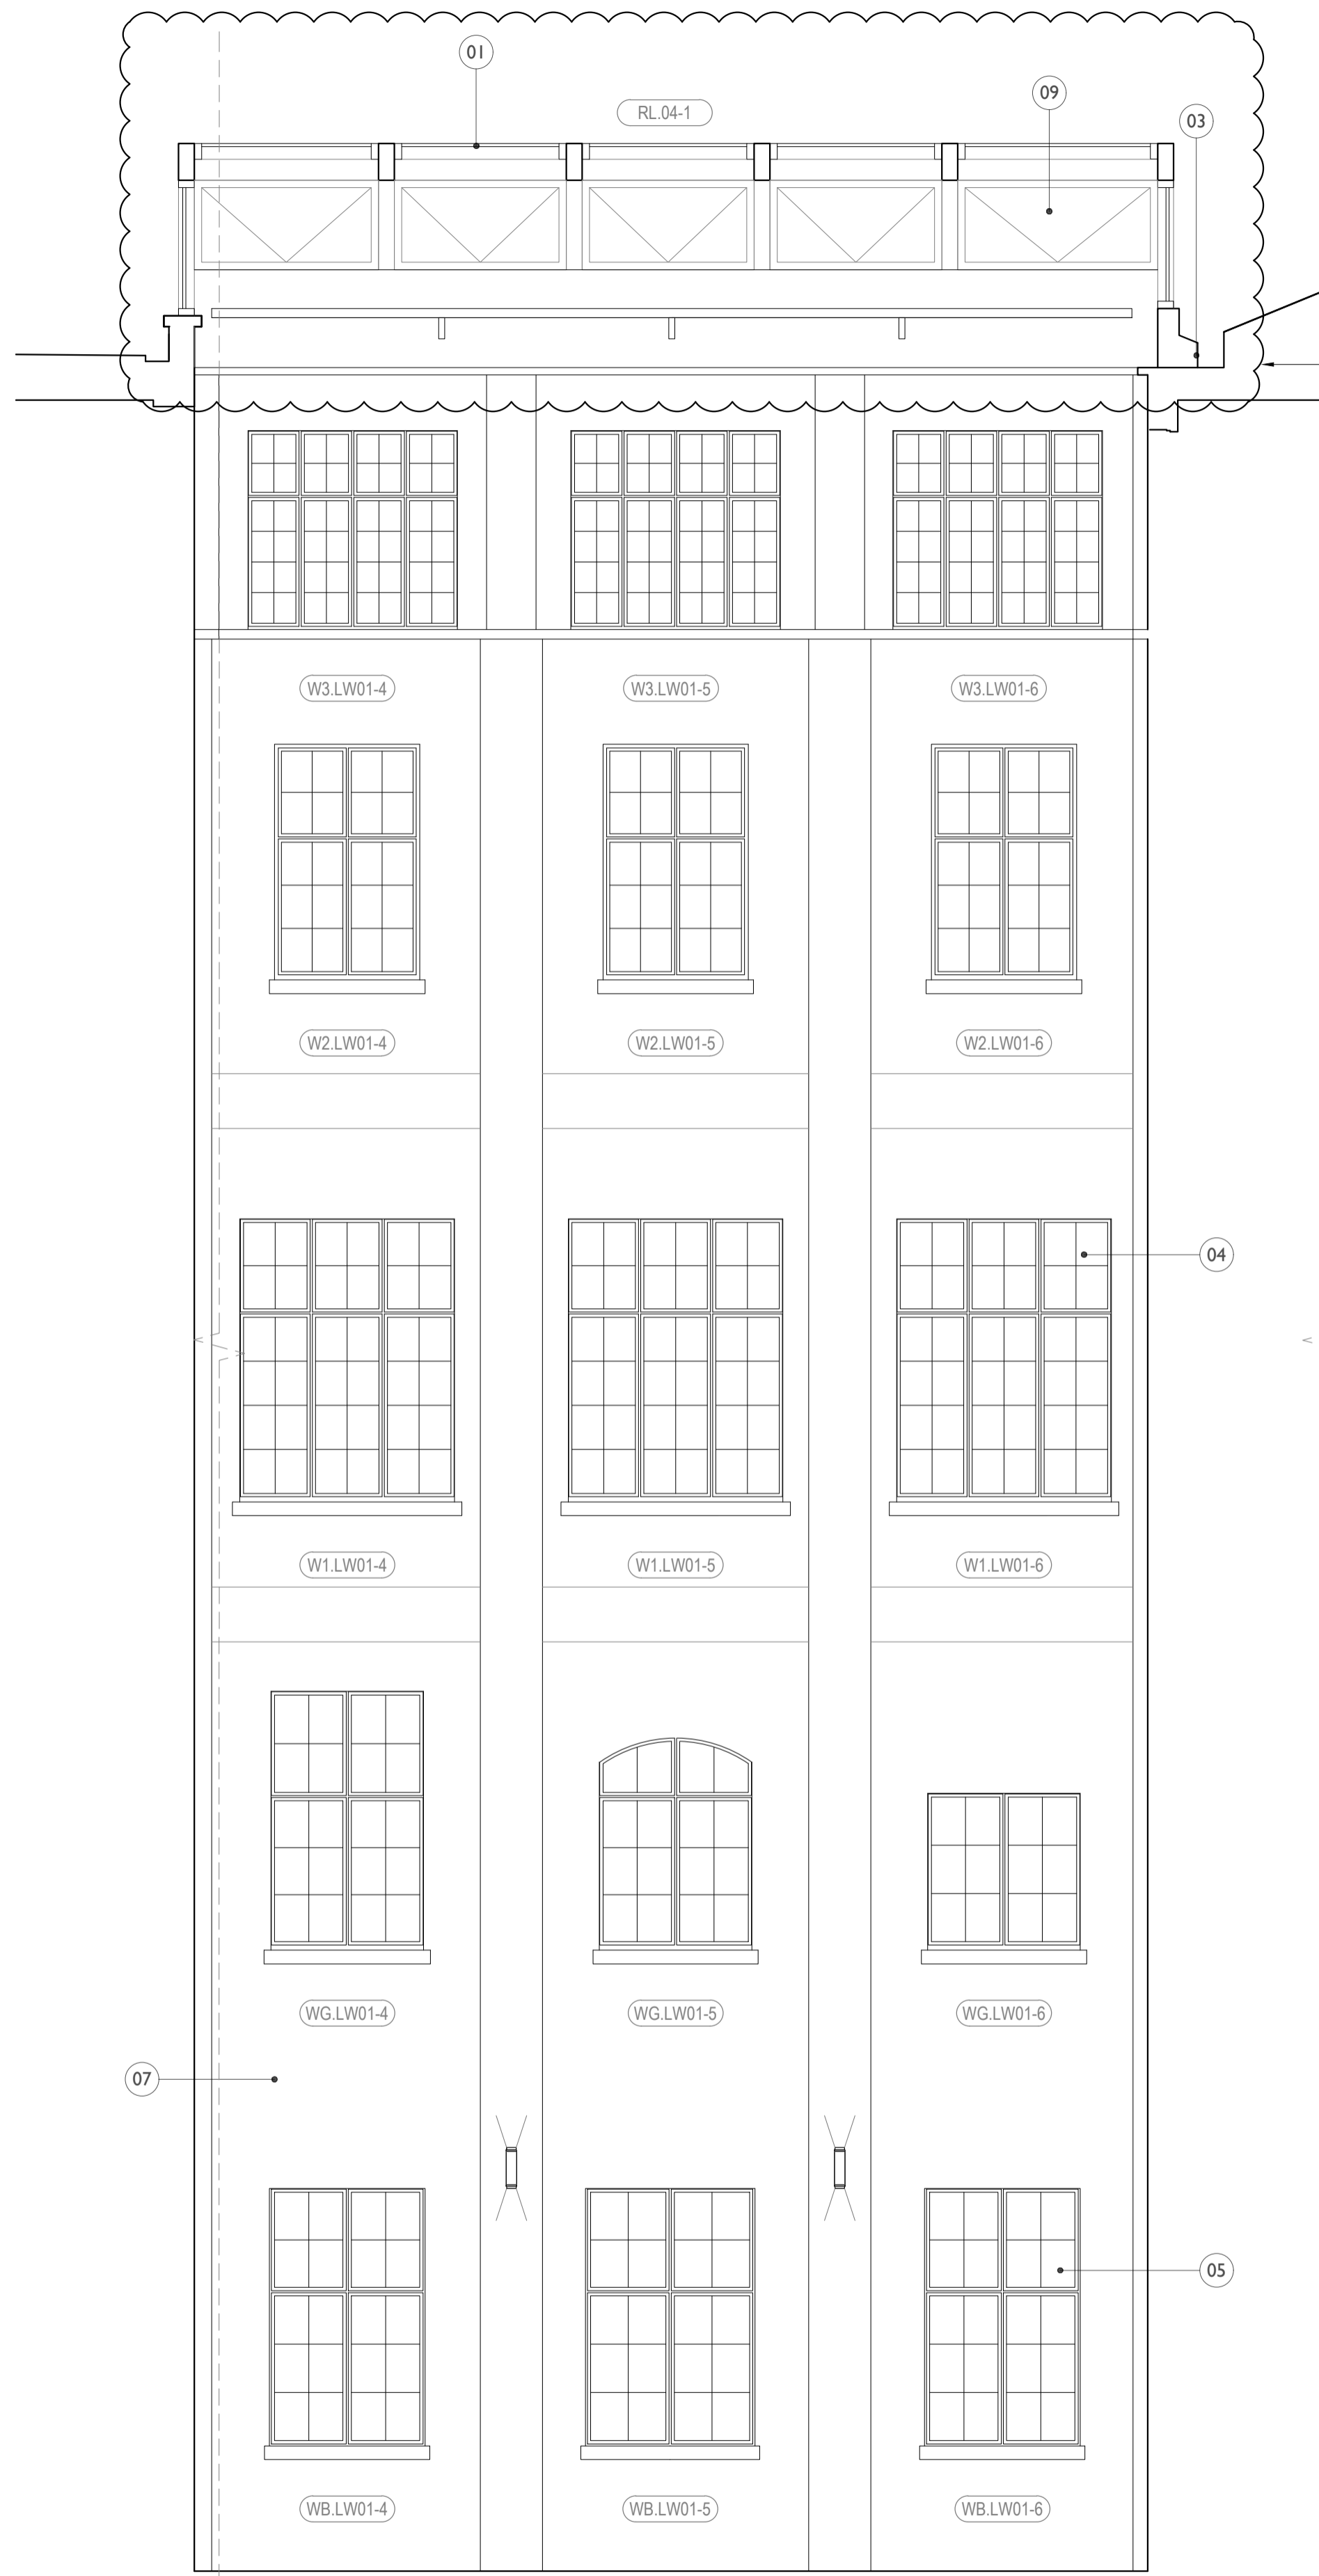 01
09
RL.04-1
03
W3.LW01-4 W3.LW01-5 W3.LW01-6
W2.LW01-4 W2.LW01-5 W2.LW01-6
04
W1.LW01-4 W1.LW01-5 W1.LW01-6
WG.LW01-4 WG.LW01-5 WG.LW01-6
07
05
WB.LW01-4 WB.LW01-5 WB.LW01-6